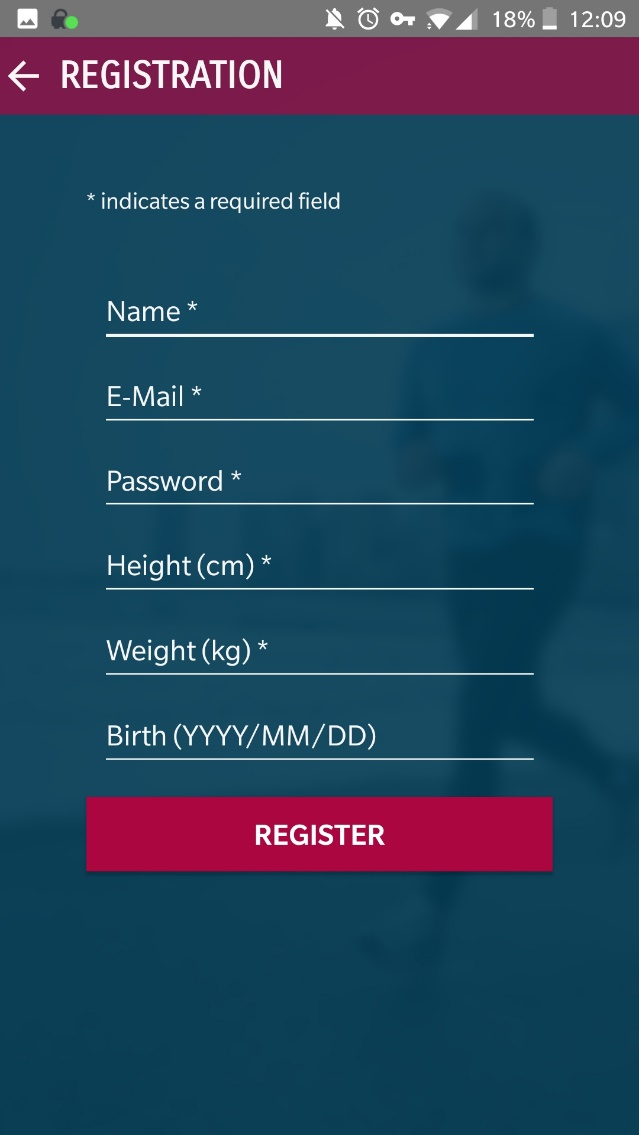 18% 12:09
REGISTRATION
* indicates a required field
Name *
E-Mail *
Password *
Height (cm) *
Weight (kg) *
Birth (YYYY/MM/DD)
REGISTER